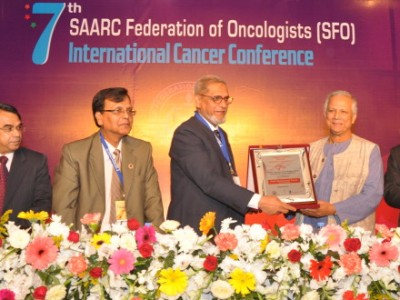 7th
SAARC Federation of Oncologists (SFO)
International Cancer Conference